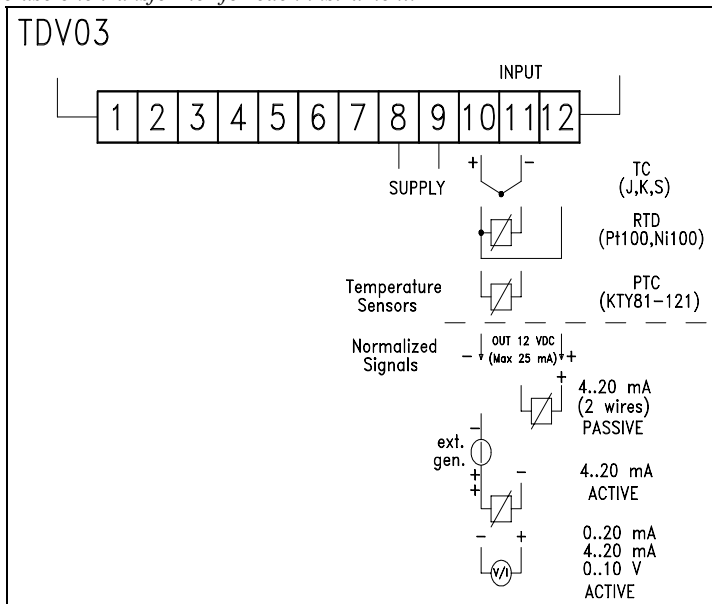 TDV03
INPUT
1 2 3 4 5 6 7 8 9 10 11 12
SUPPLY
+ -
TC
(J,K,S)
RTD
(Pt100,Ni100)
Temperature
Sensors
PTC
(KTY81-121)
Normalized
Signals
- OUT 12 VDC +
(Max 25 mA)
+
4..20 mA
(2 wires)
PASSIVE
-
ext.
gen.
+
+ -
4..20 mA
ACTIVE
- +
V/I
0..20 mA
4..20 mA
0..10 V
ACTIVE